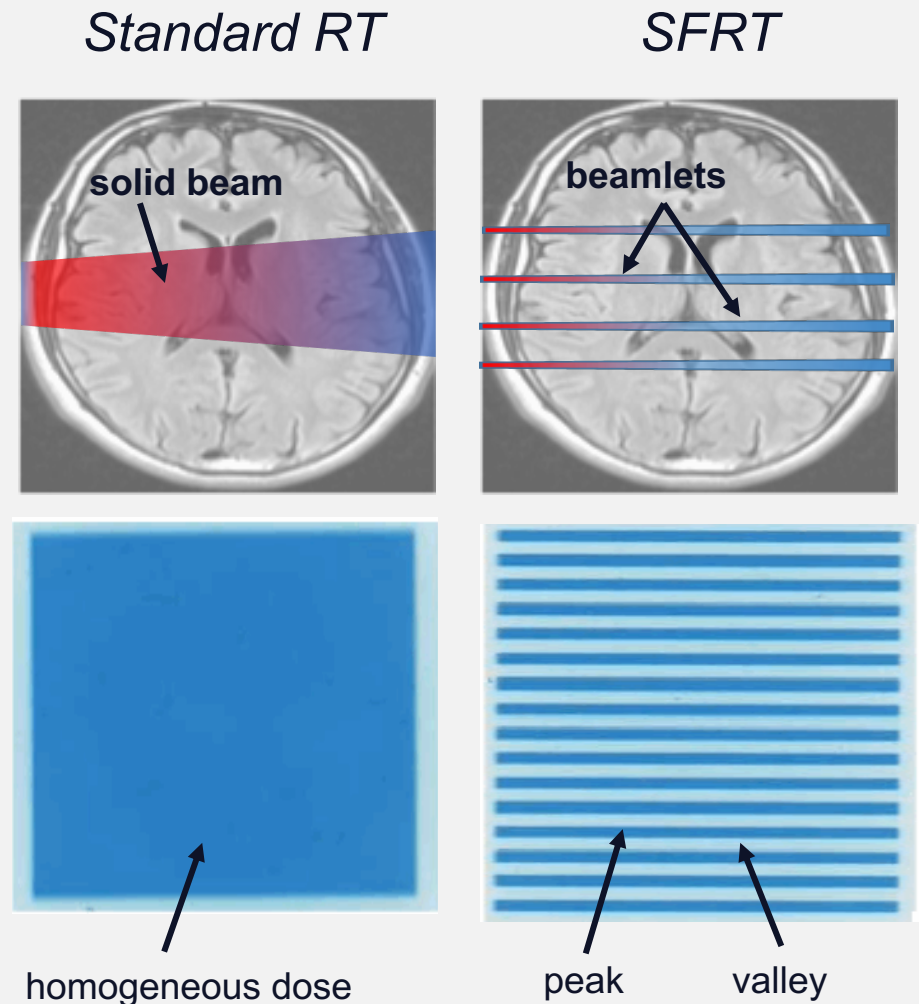 Standard RT
SFRT
solid beam
beamlets
homogeneous dose
peak
valley